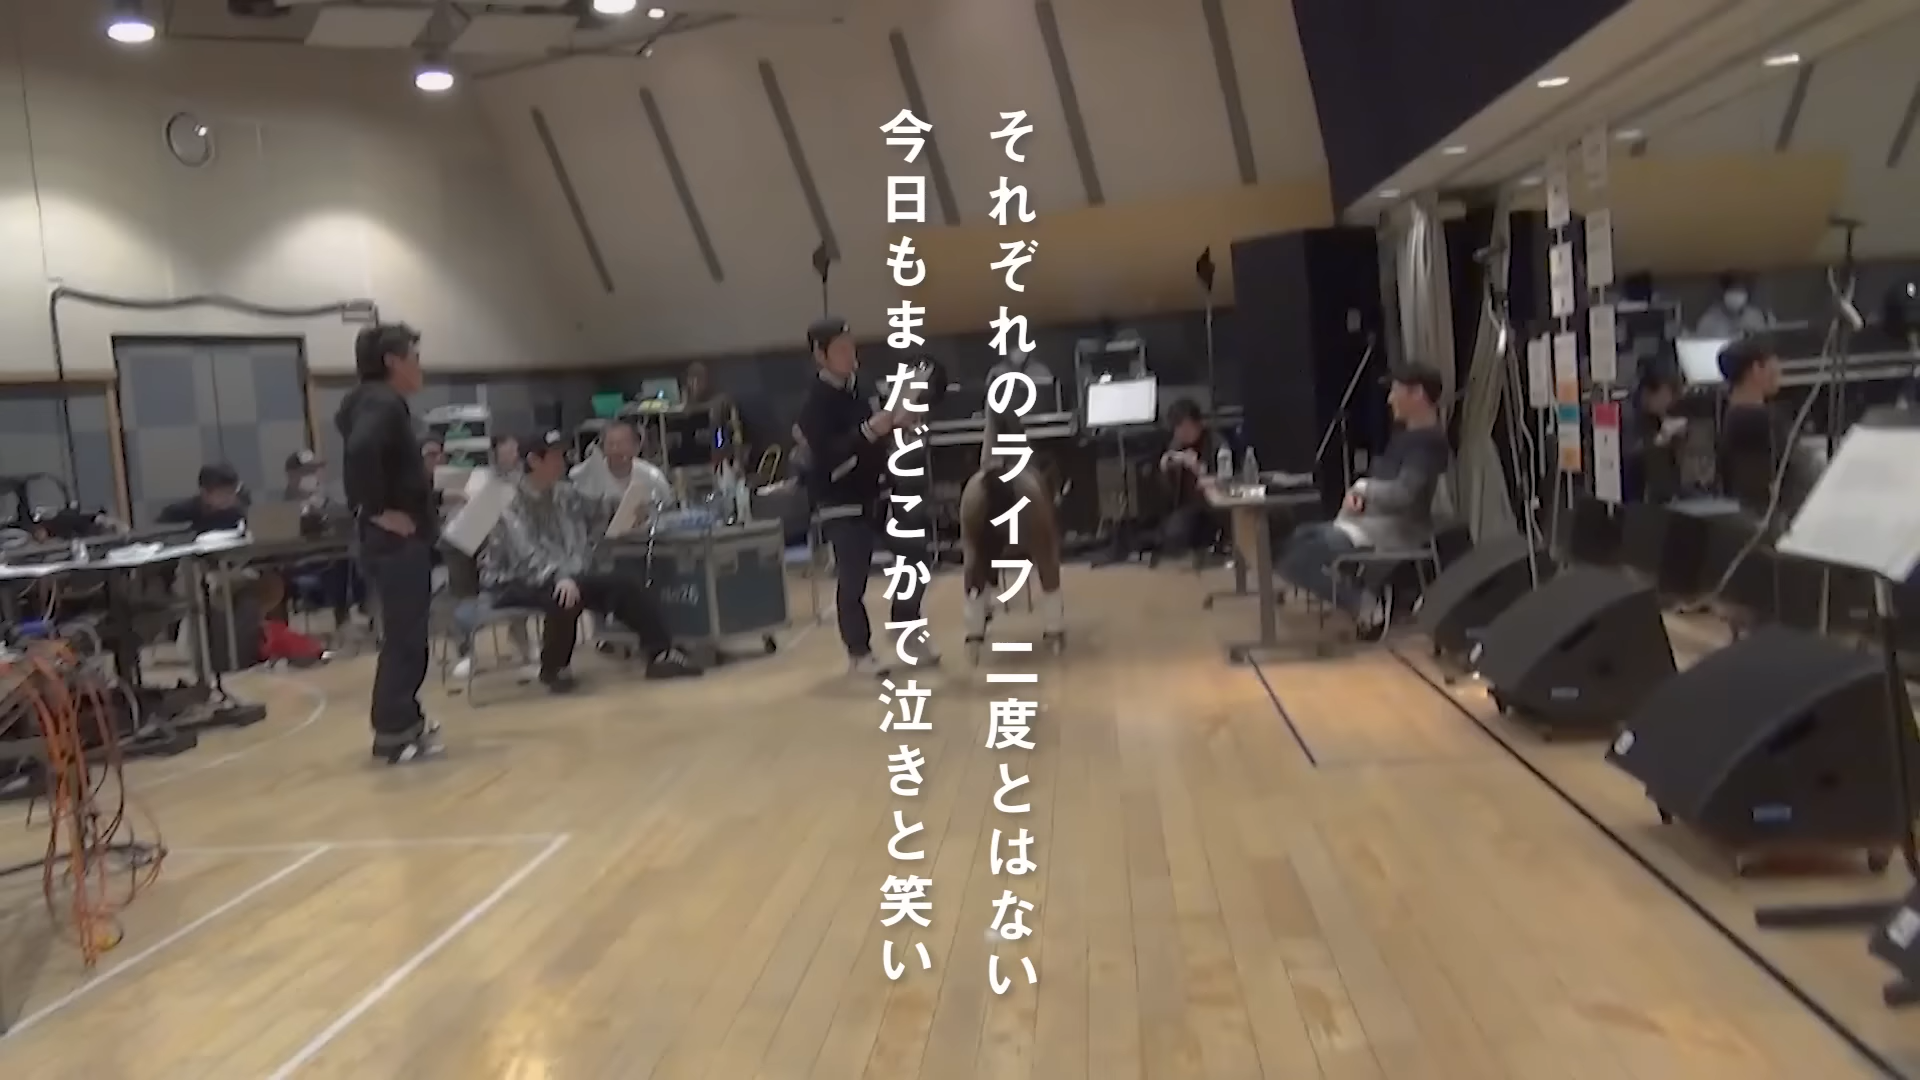 それぞれのライフ 二度とはない
今日もまたどこかで泣きと笑い